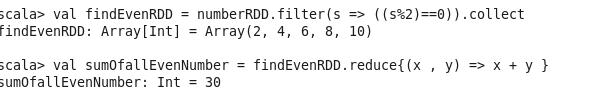 scala> val findEvenRDD = numberRDD.filter(s => ((s%2)==0)).collect
findEvenRDD: Array[Int] = Array(2, 4, 6, 8, 10)
scala> val sumOfallEvenNumber = findEvenRDD.reduce{(x , y) => x + y }
sumOfallEvenNumber: Int = 30